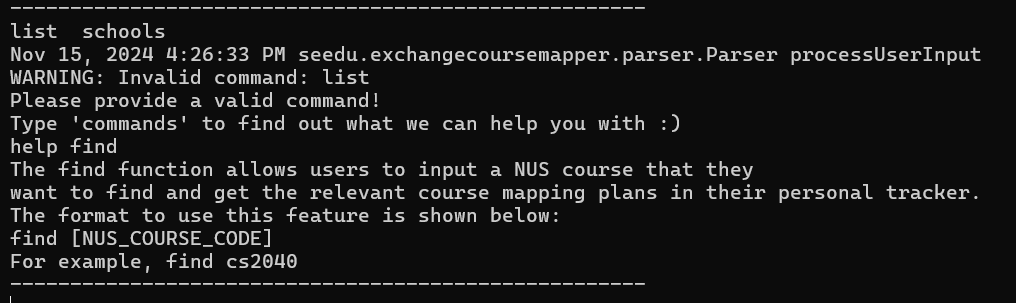 -----------------------------------------------------
list  schools
Nov 15, 2024 4:26:33 PM seedu.exchangecoursemapper.parser.Parser processUserInput
WARNING: Invalid command: list
Please provide a valid command!
Type 'commands' to find out what we can help you with :)
help find
The find function allows users to input a NUS course that they
want to find and get the relevant course mapping plans in their personal tracker.
The format to use this feature is shown below:
find [NUS_COURSE_CODE]
For example, find cs2040
-----------------------------------------------------